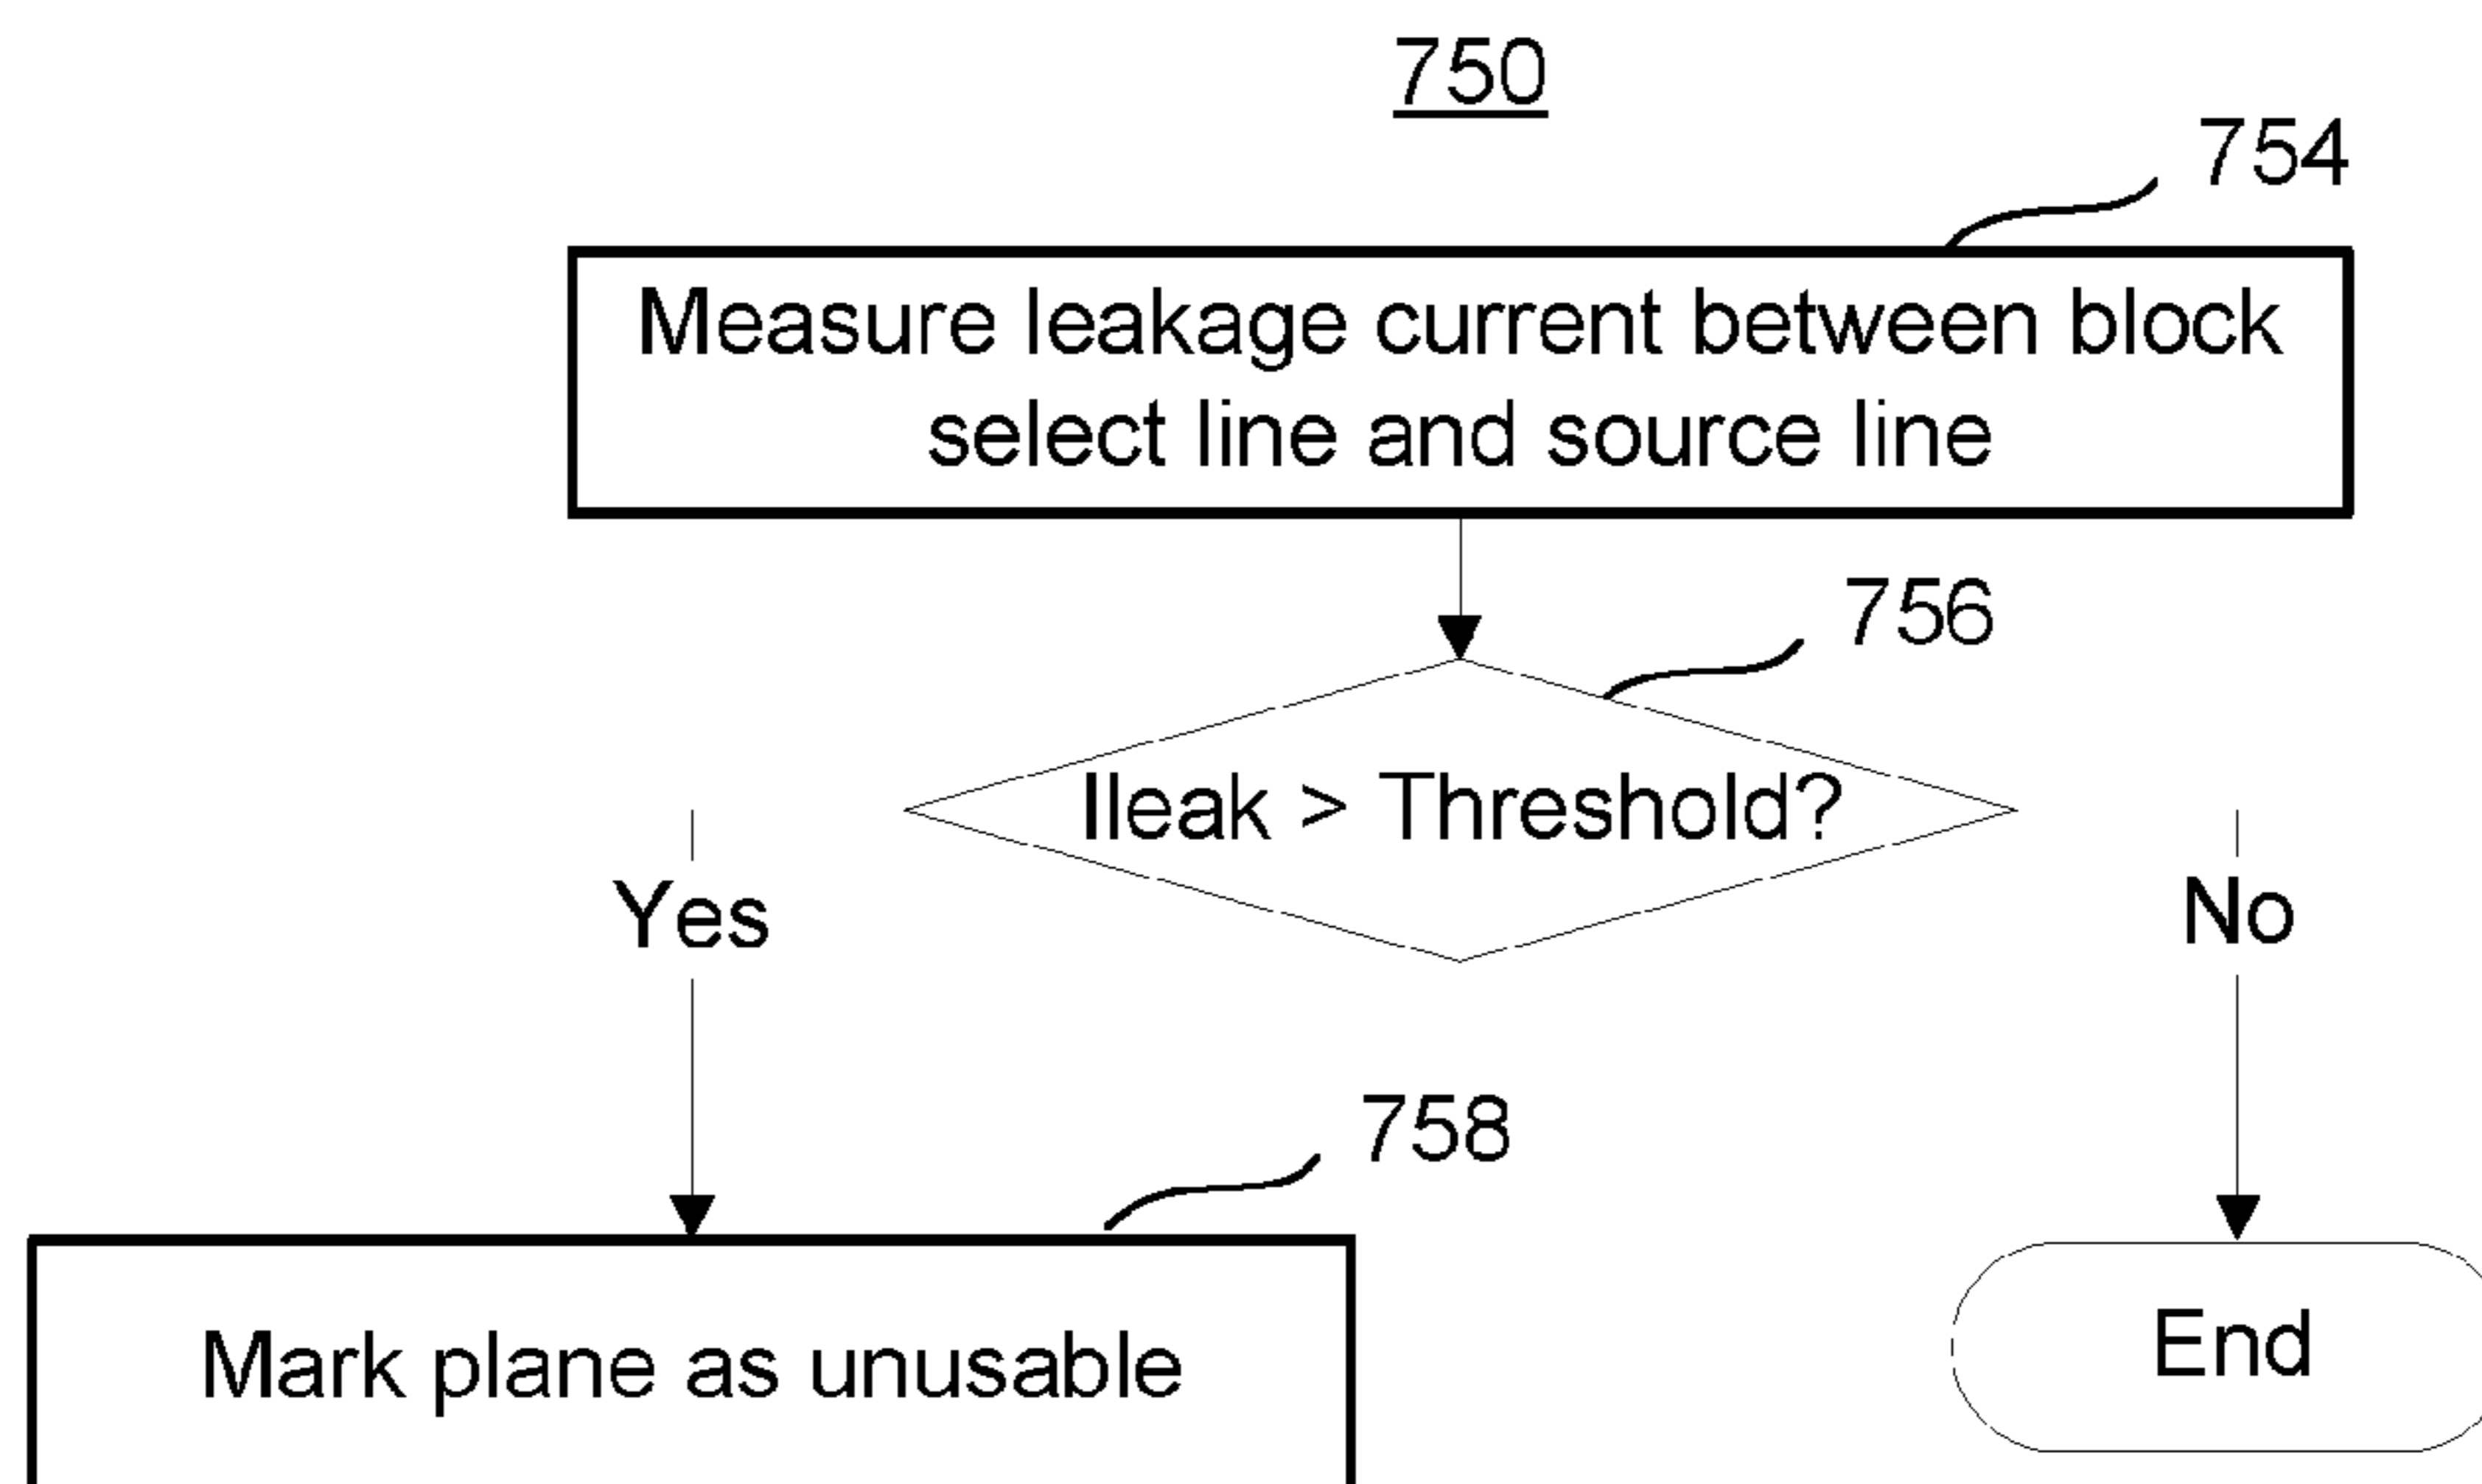 750
754
Measure leakage current between block
select line and source line
756
Ileak > Threshold?
Yes
No
758
Mark plane as unusable
End